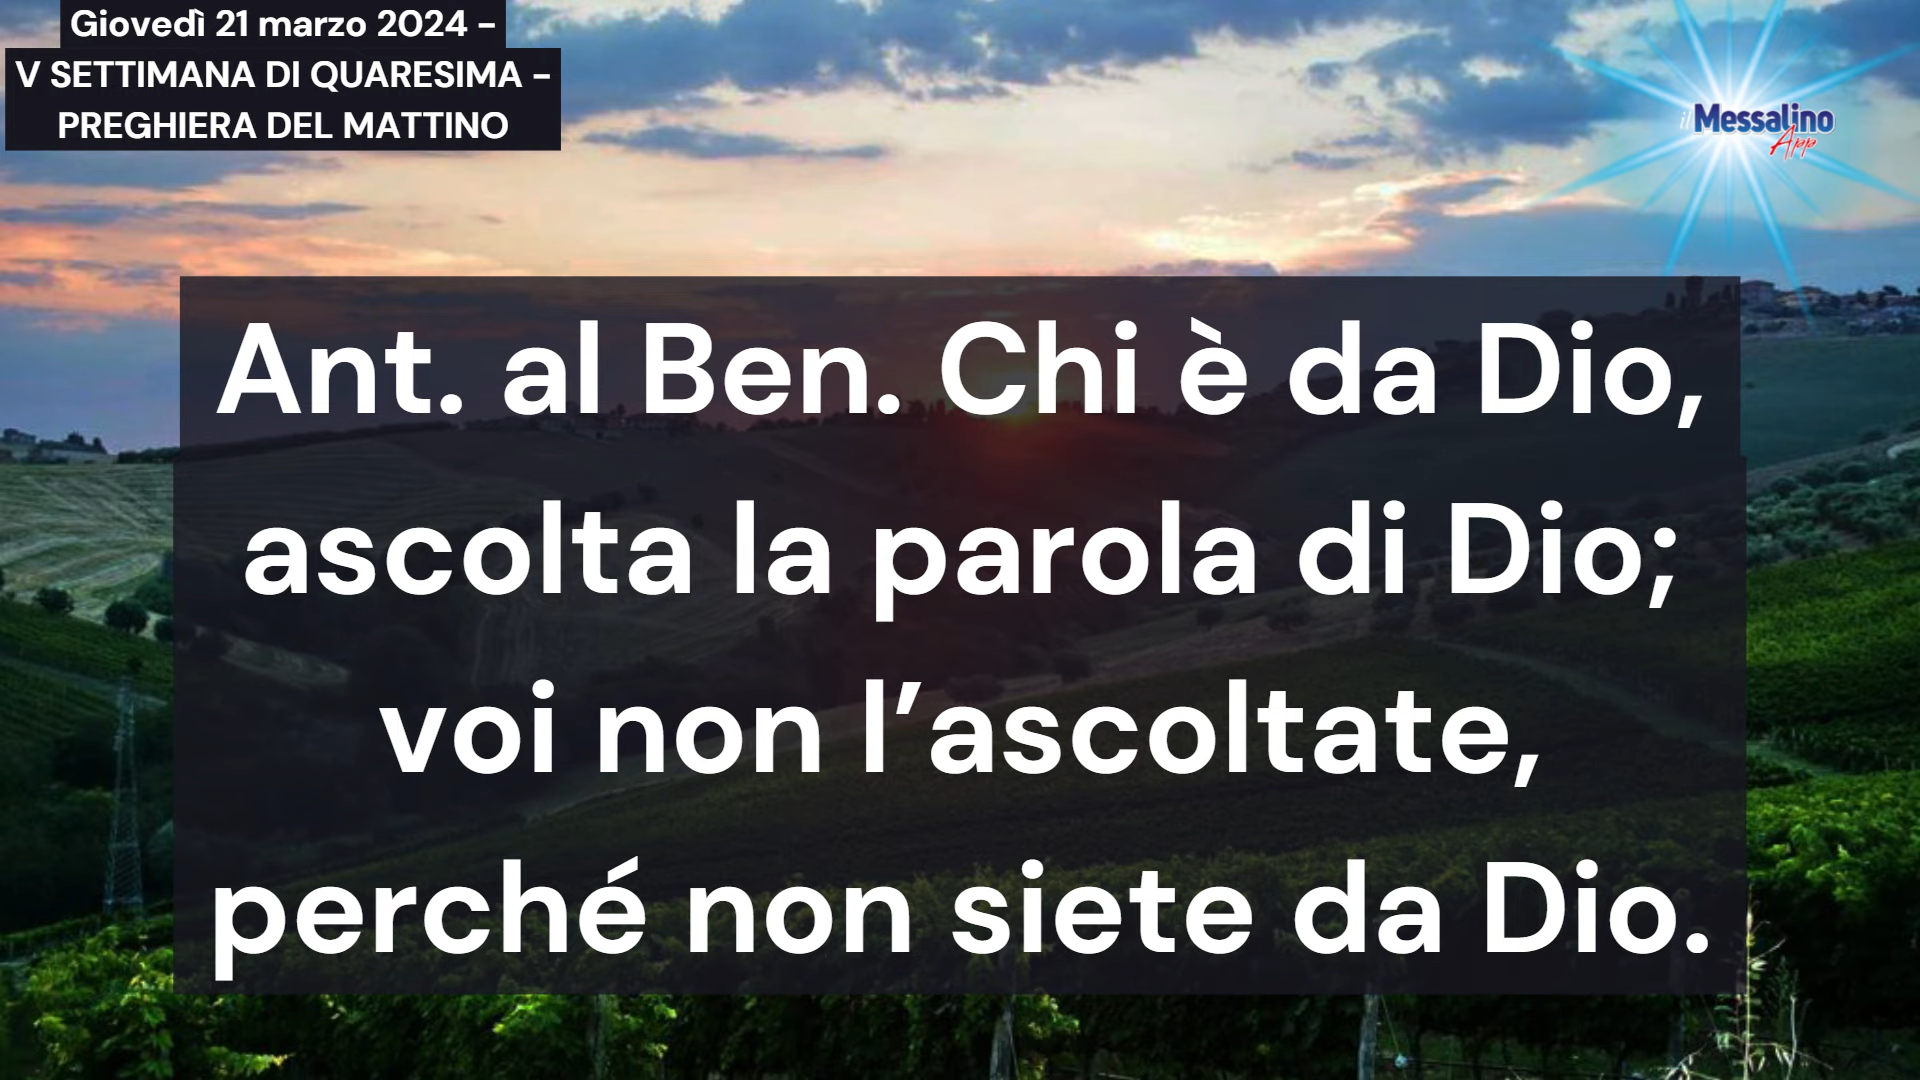 Giovedì 21 marzo 2024 –
V SETTIMANA DI QUARESIMA –
PREGHIERA DEL MATTINO
il Messalino
App
Ant. al Ben. Chi è da Dio,
ascolta la parola di Dio;
voi non l’ascoltate,
perché non siete da Dio.